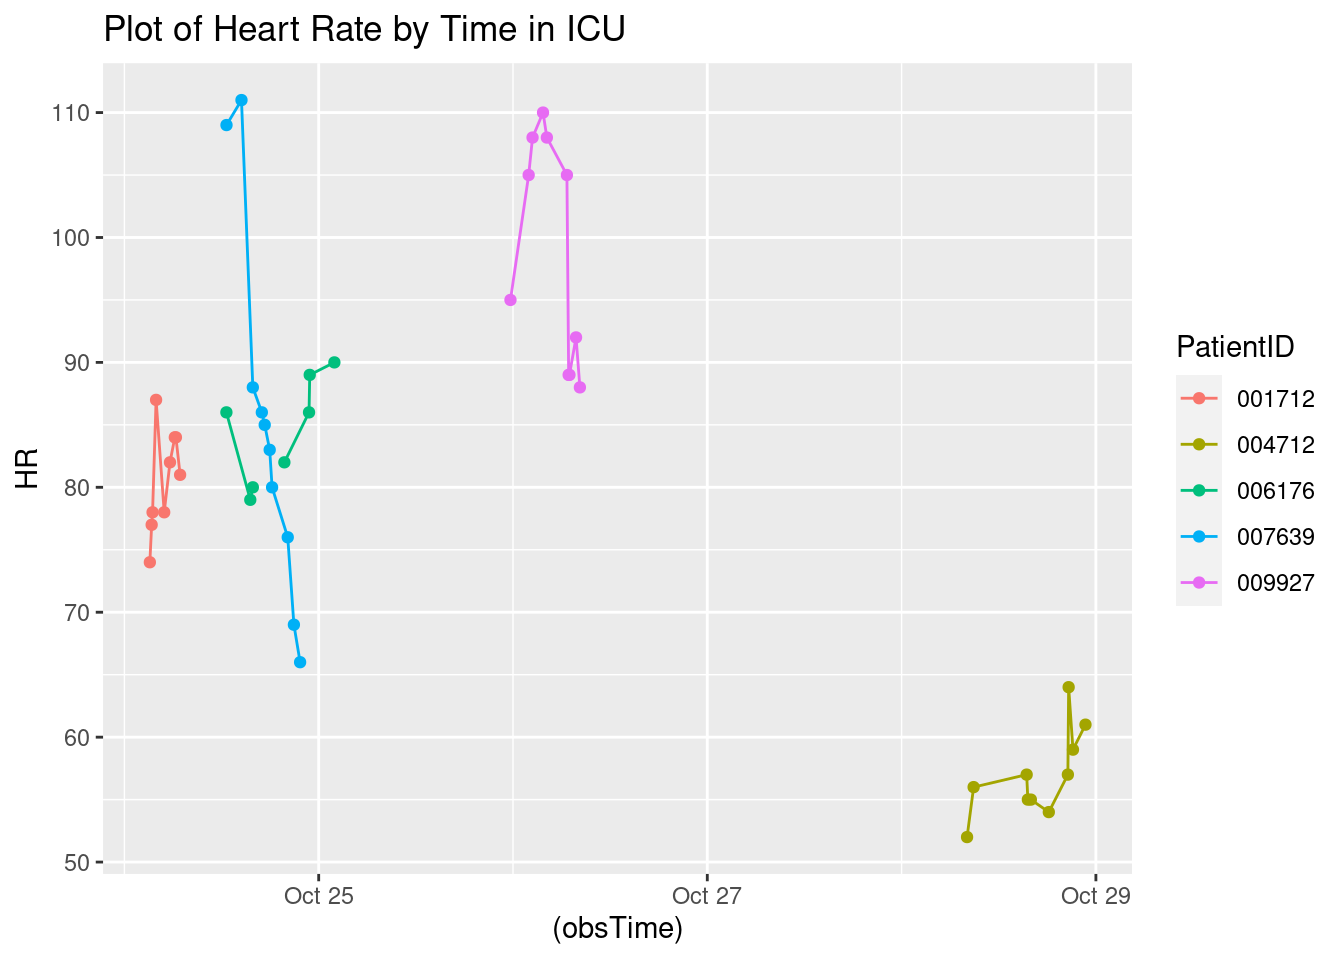 Plot of Heart Rate by Time in ICU
110
100
90
80
70
60
50
HR
Oct 25
Oct 27
Oct 29
(obsTime)
PatientID
001712
004712
006176
007639
009927